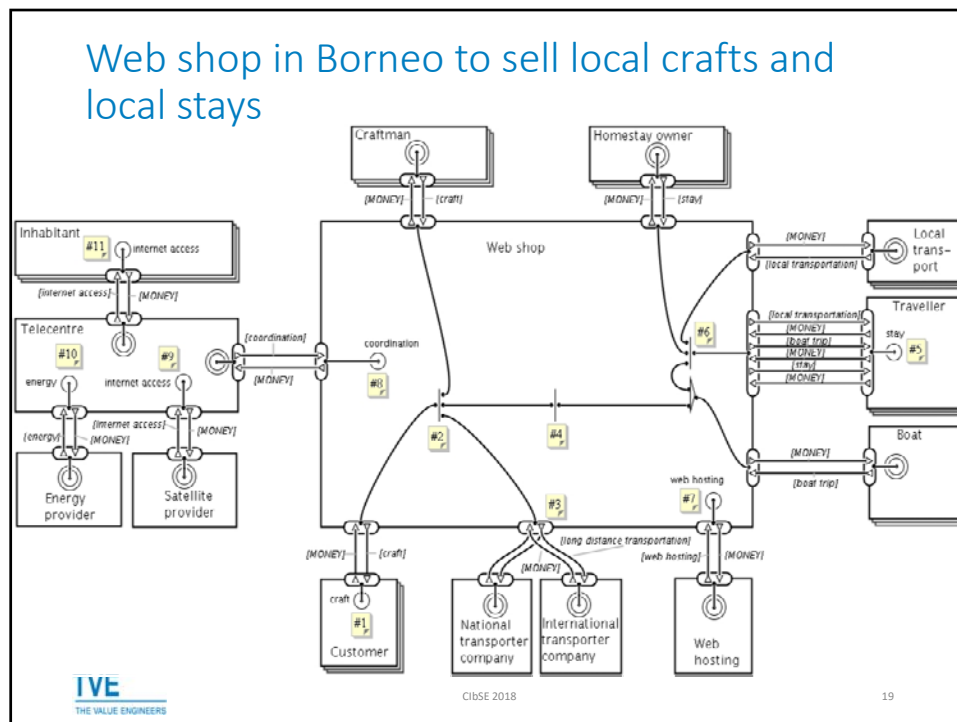 Web shop in Borneo to sell local crafts and
local stays
Craftman
Homestay owner
[MONEY]
[craft]
[MONEY]
[stay]
Inhabitant
#11
internet access
Web shop
[MONEY]
[local transportation]
Local
trans-
port
[internet access]
[MONEY]
Telecentre
#10
#9
energy
internet access
[coordination]
[MONEY]
coordination
#8
#6
[local transportation]
[MONEY]
[boat trip]
[MONEY]
[stay]
[MONEY]
Traveller
stay
#5
#2
#4
[energy]
[MONEY]
[internet access]
[MONEY]
Energy
provider
Satellite
provider
[MONEY]
[boat trip]
Boat
web hosting
#7
#3
[MONEY]
[craft]
[long distance transportation]
[MONEY]
[web hosting]
[MONEY]
craft
#1
Customer
National
transporter
company
International
transporter
company
Web
hosting
TVE
THE VALUE ENGINEERS
CIbSE 2018
19